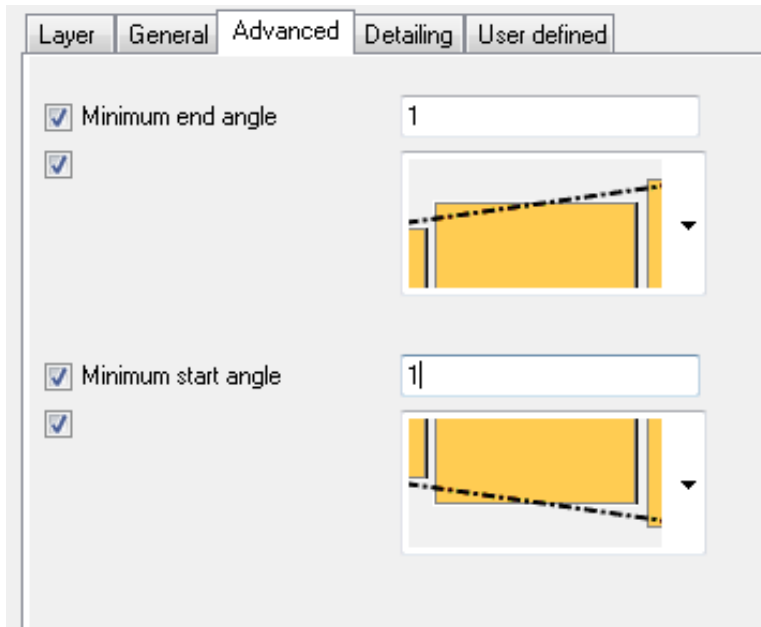 Layer General Advanced Detailing User defined
Minimum end angle 1
Minimum start angle 1